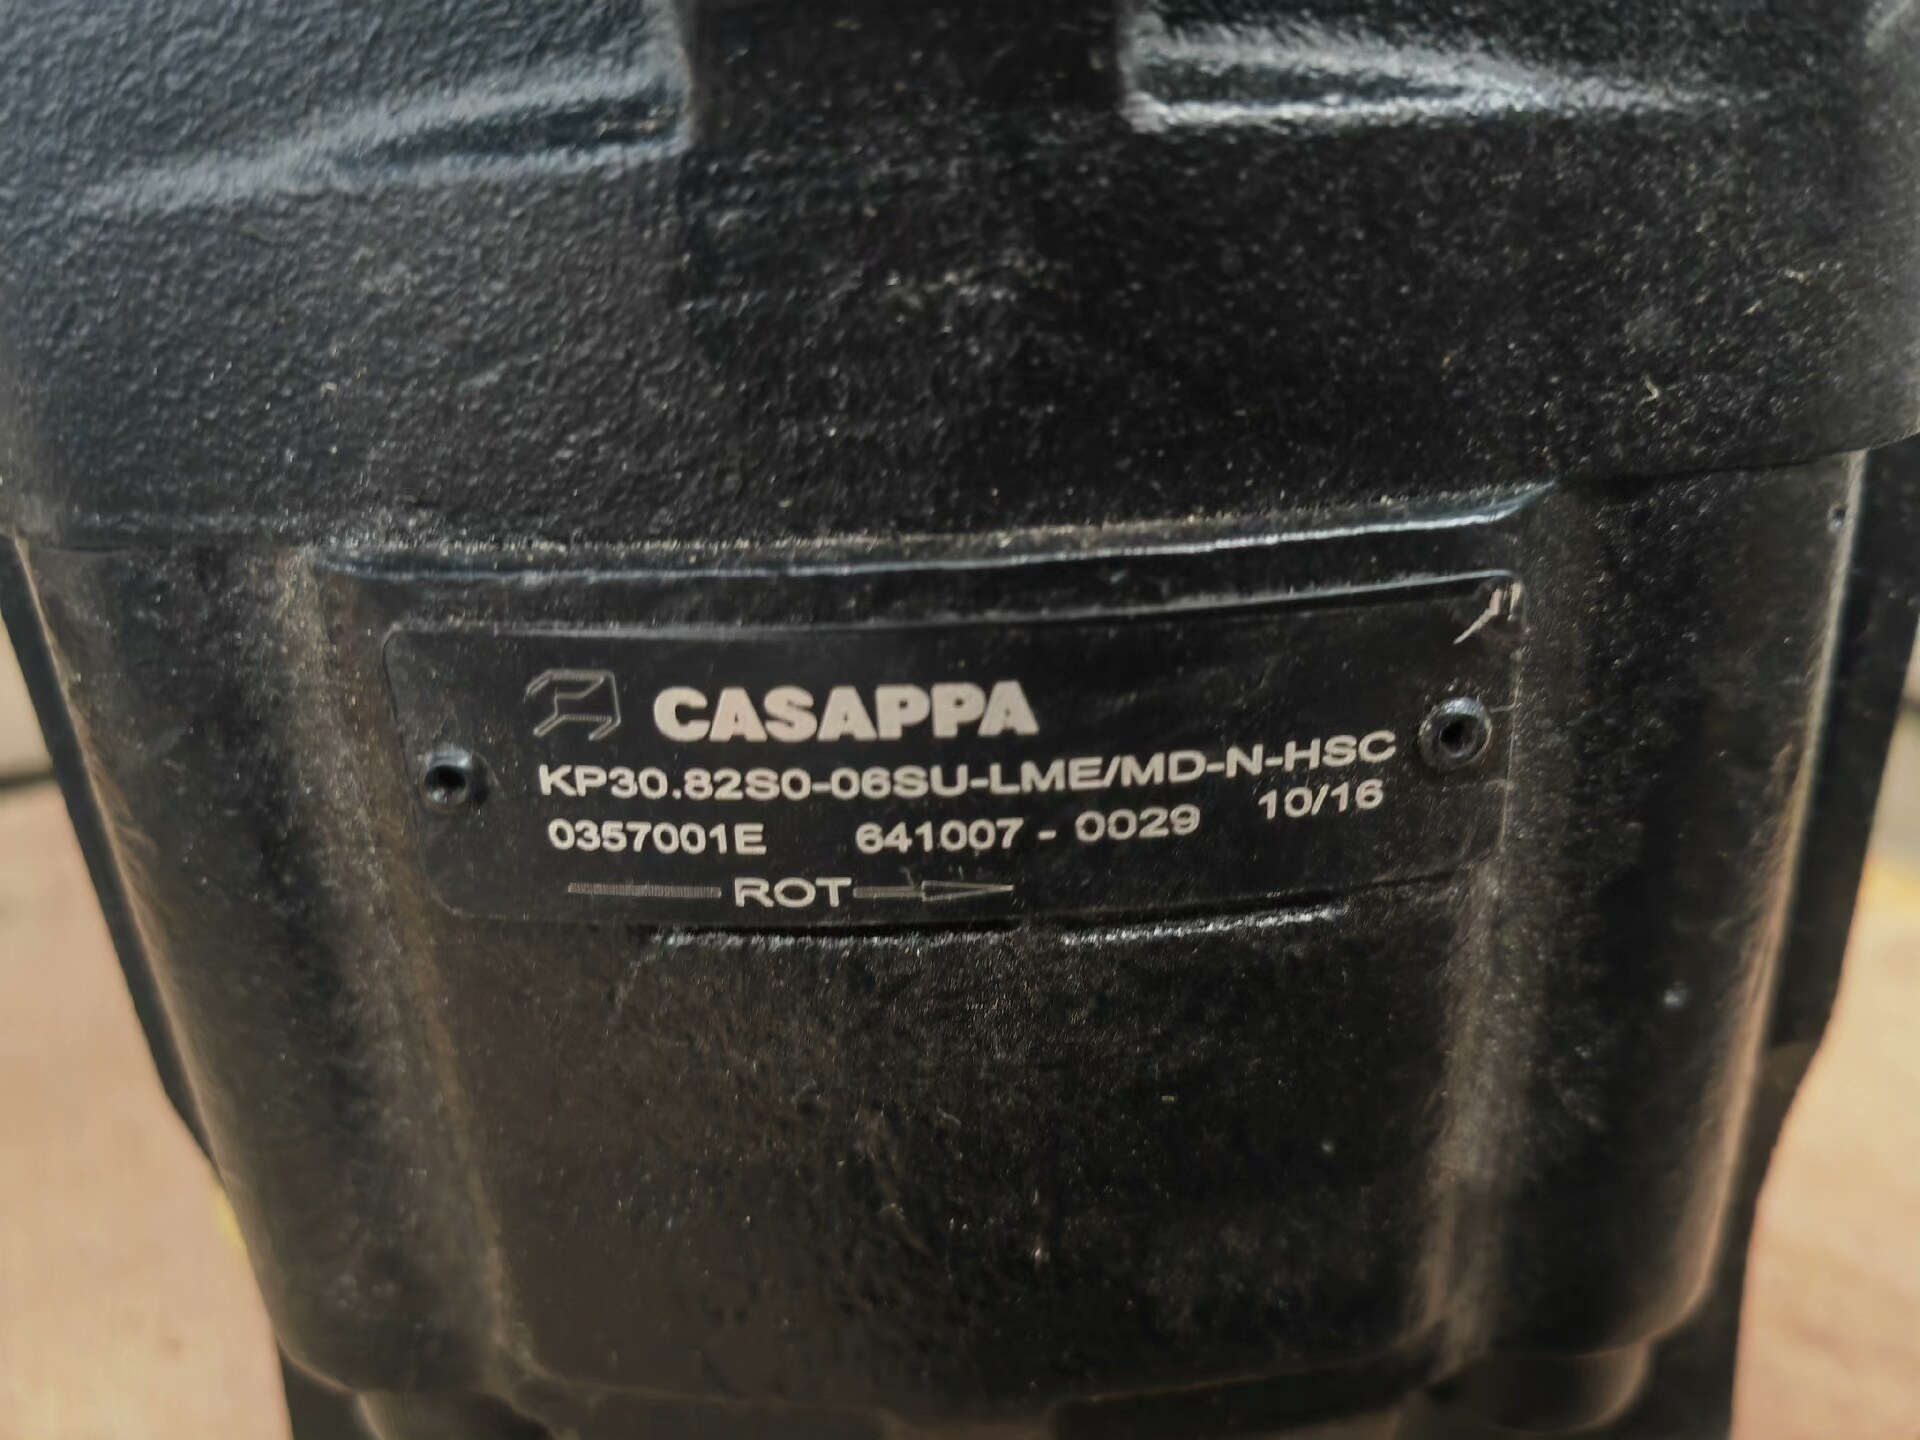 CASAPPA
KP30.82S0-06SU-LME/MD-N-HSC
0357001E 641007 - 0029 10/16
ROT